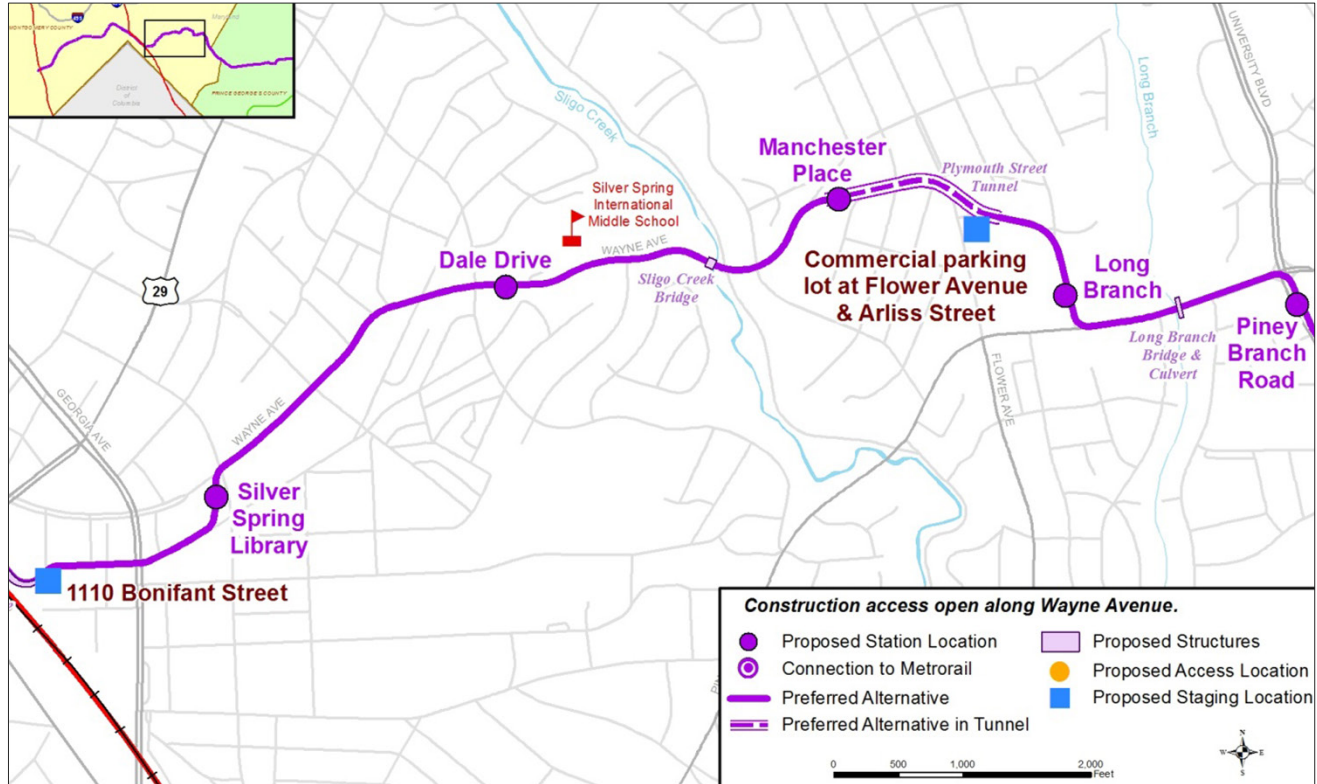 MONTGOMERY COUNTY
Maryland
District
of
Columbia
PRINCE GEORGE'S COUNTY
Sligo Creek
Long Branch
UNIVERSITY BLVD
Manchester
Place
Plymouth Street
Tunnel
Silver Spring
International
Middle School
WAYNE AVE
Dale Drive
Sligo Creek
Bridge
Commercial parking
lot at Flower Avenue
& Arliss Street
Long
Branch
29
Long Branch
Bridge &
Culvert
Piney
Branch
Road
FLOWER AVE
GEORGIA AVE
WAYNE AVE
Silver
Spring
Library
1110 Bonifant Street
Construction access open along Wayne Avenue.
Proposed Station Location
Connection to Metrorail
Preferred Alternative
Preferred Alternative in Tunnel
Proposed Structures
Proposed Access Location
Proposed Staging Location
N
W E
S
0 500 1,000 2,000
Feet